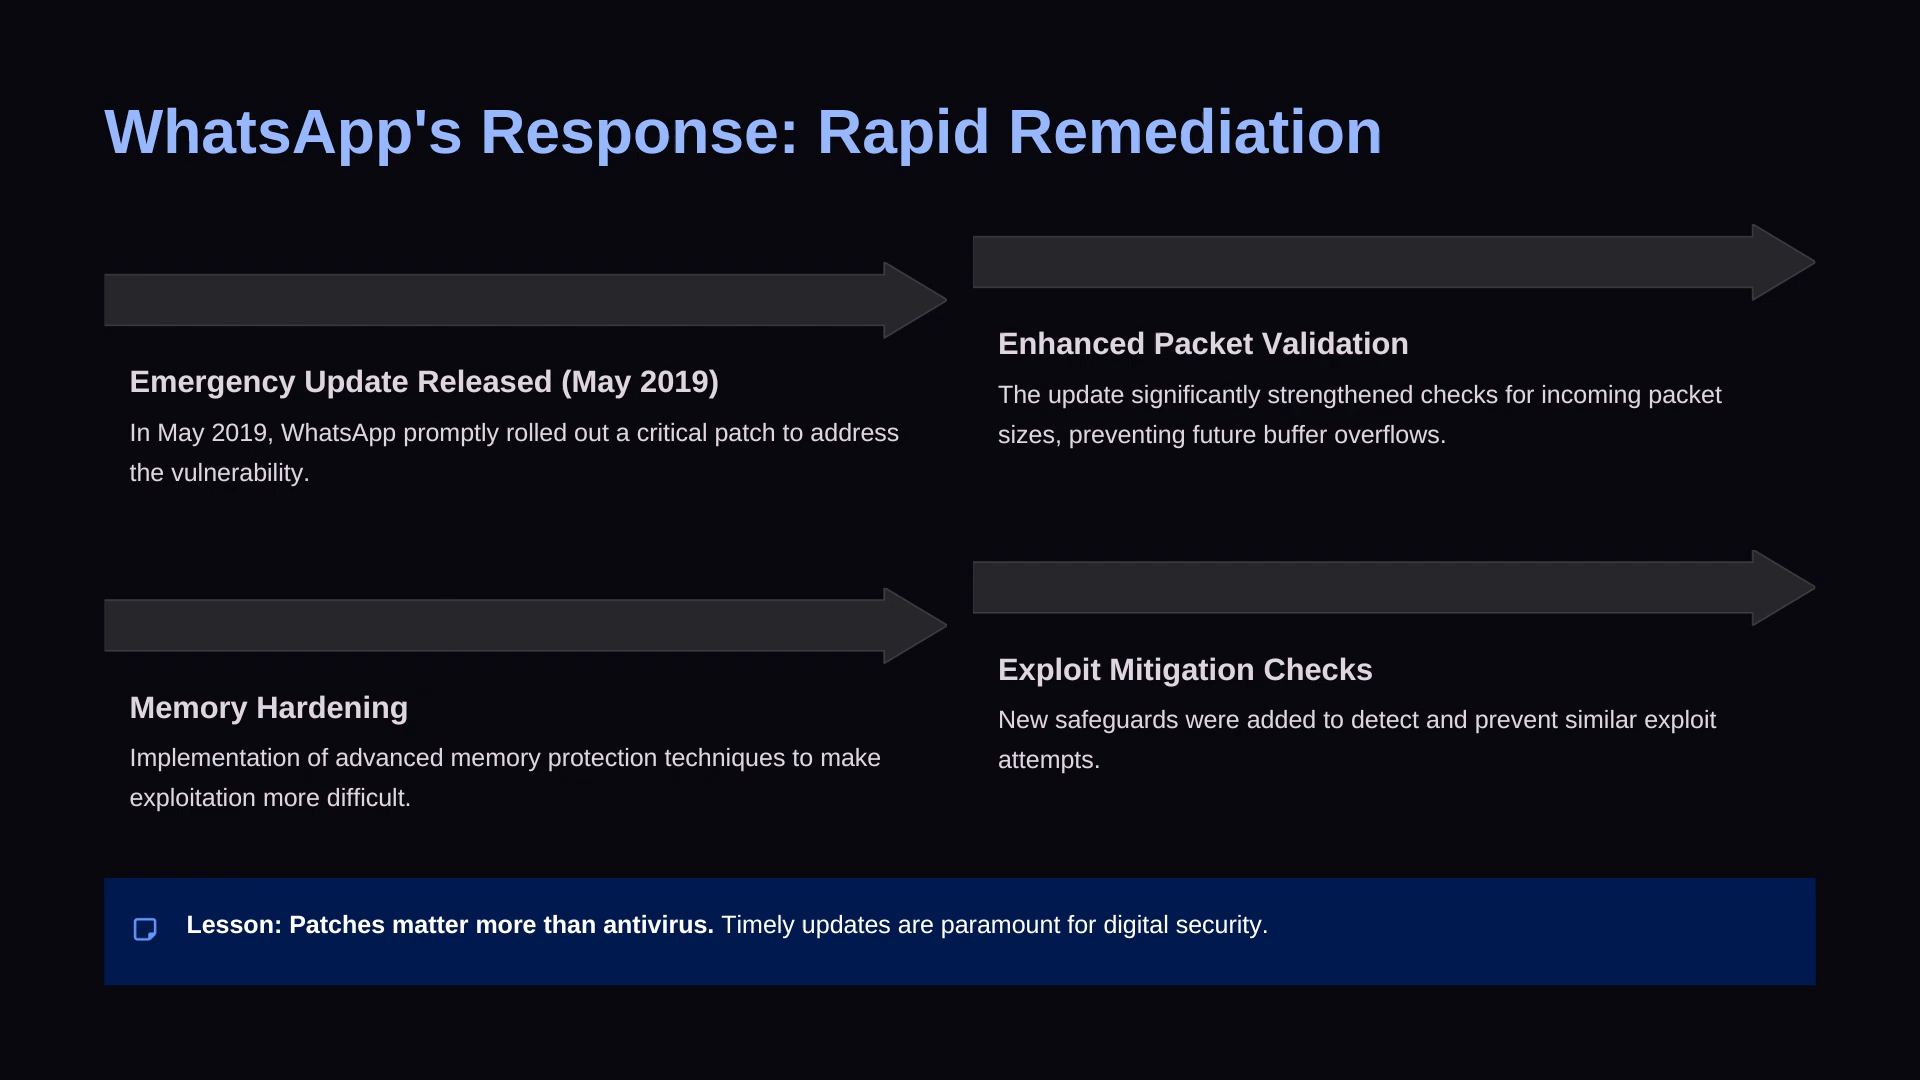 WhatsApp's Response: Rapid Remediation
Emergency Update Released (May 2019)
In May 2019, WhatsApp promptly rolled out a critical patch to address
the vulnerability.
Enhanced Packet Validation
The update significantly strengthened checks for incoming packet
sizes, preventing future buffer overflows.
Memory Hardening
Implementation of advanced memory protection techniques to make
exploitation more difficult.
Exploit Mitigation Checks
New safeguards were added to detect and prevent similar exploit
attempts.
Lesson: Patches matter more than antivirus. Timely updates are paramount for digital security.